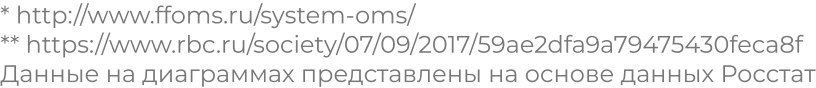 * http://www.ffoms.ru/system-oms/
** https://www.rbc.ru/society/07/09/2017/59ae2dfa9a79475430feca8f
Данные на диаграммах представлены на основе данных Росстат